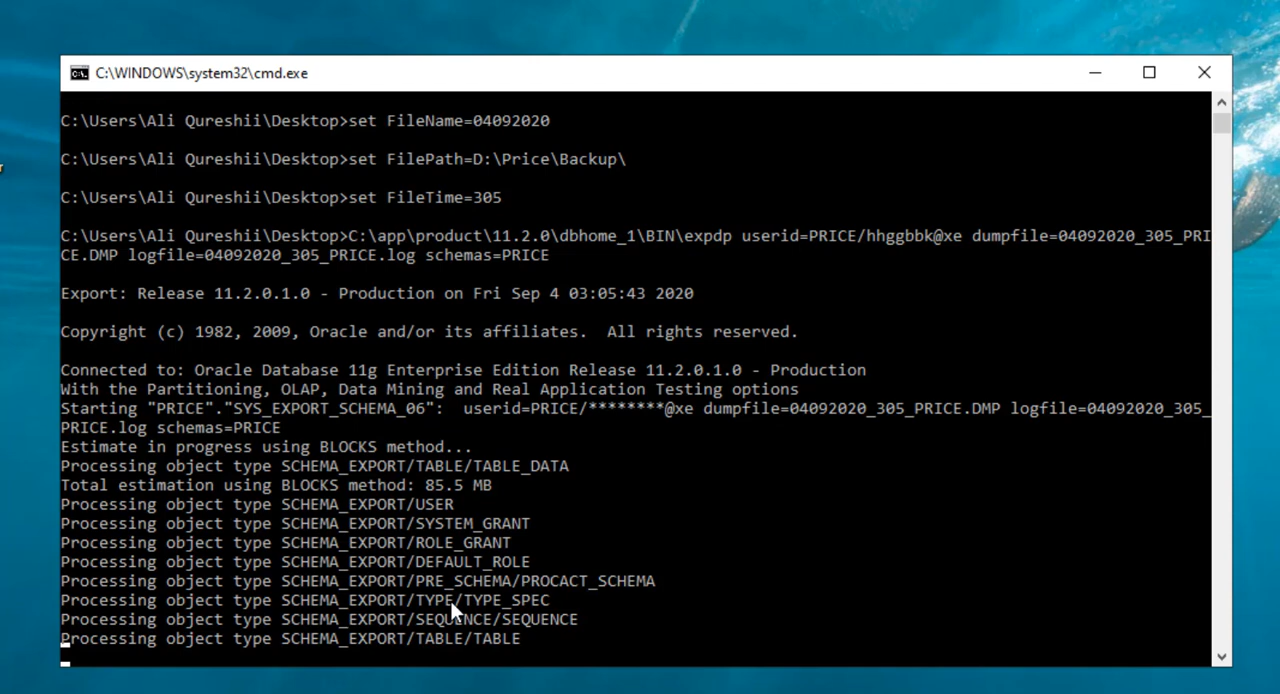 C:\WINDOWS\system32\cmd.exe
C:\Users\Ali Qureshii\Desktop>set FileName=04092020
C:\Users\Ali Qureshii\Desktop>set FilePath=D:\Price\Backup\
C:\Users\Ali Qureshii\Desktop>set FileTime=305
C:\Users\Ali Qureshii\Desktop>C:\app\product\11.2.0\dbhome_1\BIN\expdp userid=PRICE/hhggbbk@xe dumpfile=04092020_305_PRI
CE.DMP logfile=04092020_305_PRICE.log schemas=PRICE
Export: Release 11.2.0.1.0 - Production on Fri Sep 4 03:05:43 2020
Copyright (c) 1982, 2009, Oracle and/or its affiliates.  All rights reserved.
Connected to: Oracle Database 11g Enterprise Edition Release 11.2.0.1.0 - Production
With the Partitioning, OLAP, Data Mining and Real Application Testing options
Starting "PRICE"."SYS_EXPORT_SCHEMA_06":  userid=PRICE/********@xe dumpfile=04092020_305_PRICE.DMP logfile=04092020_305_
PRICE.log schemas=PRICE
Estimate in progress using BLOCKS method...
Processing object type SCHEMA_EXPORT/TABLE/TABLE_DATA
Total estimation using BLOCKS method: 85.5 MB
Processing object type SCHEMA_EXPORT/USER
Processing object type SCHEMA_EXPORT/SYSTEM_GRANT
Processing object type SCHEMA_EXPORT/ROLE_GRANT
Processing object type SCHEMA_EXPORT/DEFAULT_ROLE
Processing object type SCHEMA_EXPORT/PRE_SCHEMA/PROCACT_SCHEMA
Processing object type SCHEMA_EXPORT/TYPE/TYPE_SPEC
Processing object type SCHEMA_EXPORT/SEQUENCE/SEQUENCE
Processing object type SCHEMA_EXPORT/TABLE/TABLE